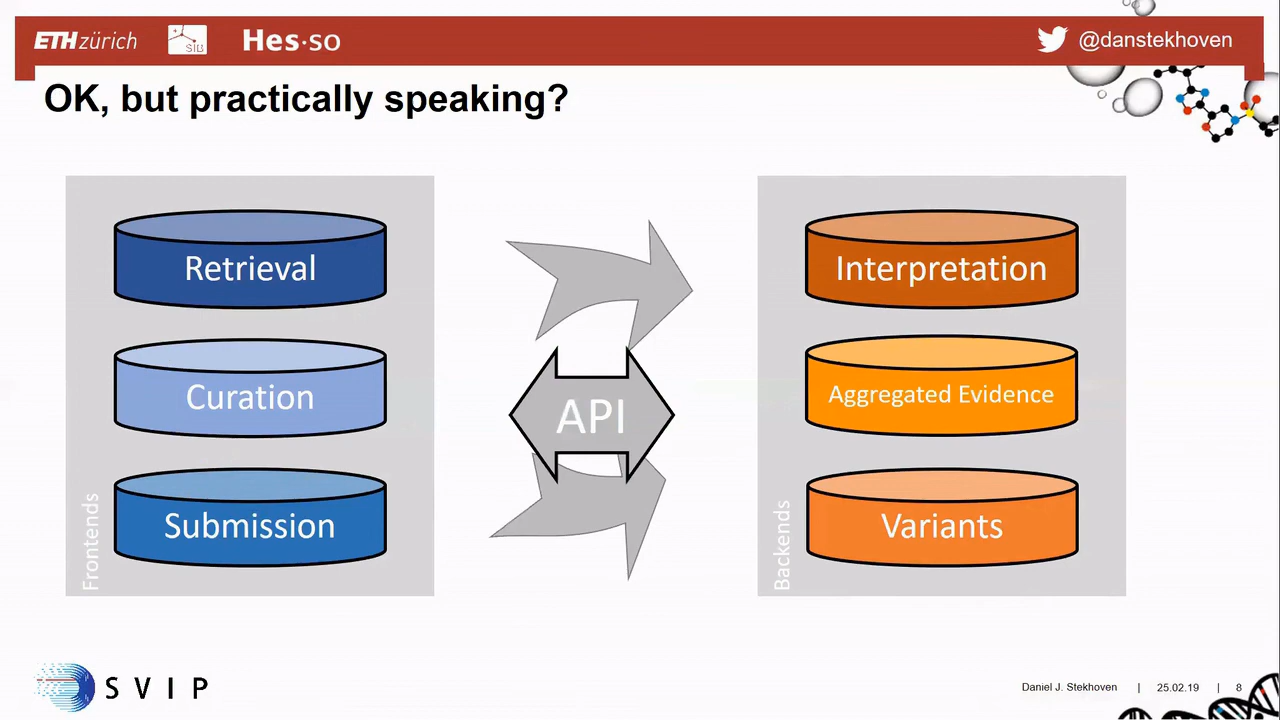 ETH zürich
SIB
Hes·so
@danstekhoven
OK, but practically speaking?
Retrieval
Curation
Submission
Frontends
API
Interpretation
Aggregated Evidence
Variants
Backends
SVIP
Daniel J. Stekhoven | 25.02.19 | 8